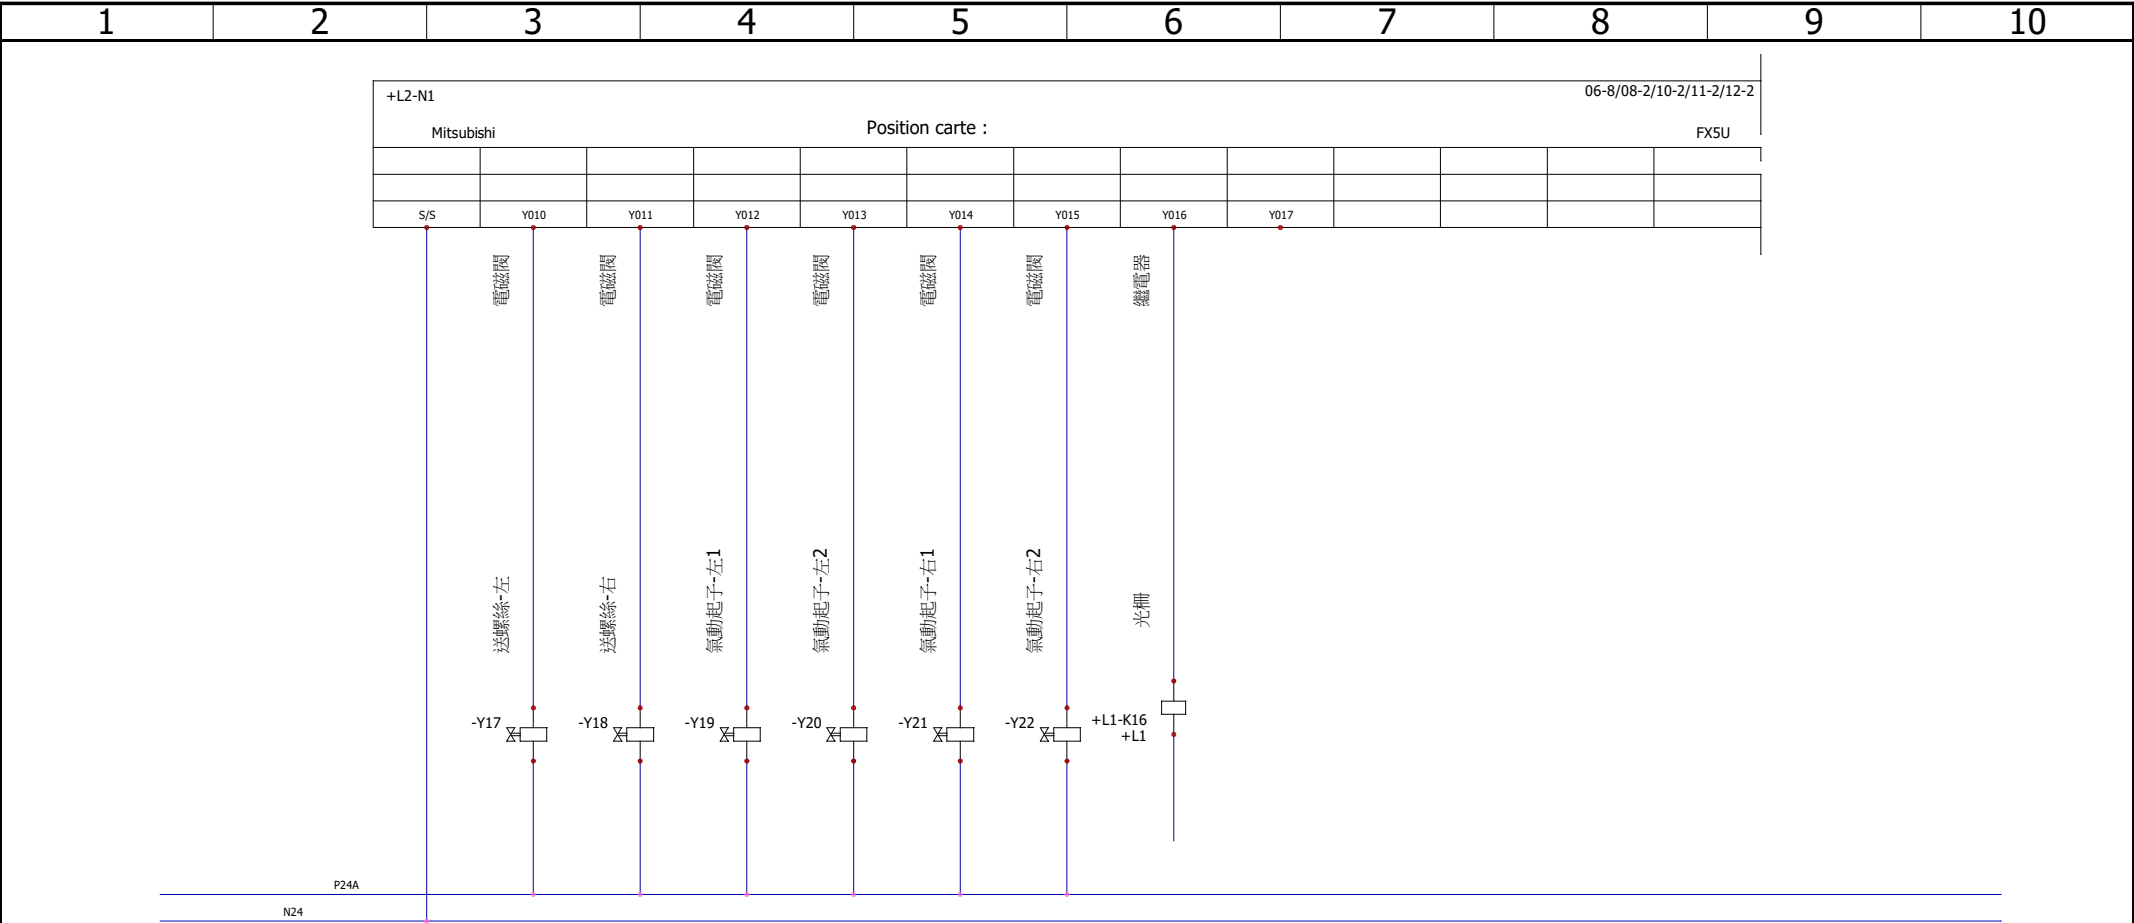 1 2 3 4 5 6 7 8 9 10
+L2-N1 06-8/08-2/10-2/11-2/12-2
Mitsubishi Position carte : FX5U
S/S Y010 Y011 Y012 Y013 Y014 Y015 Y016 Y017
電磁閥 電磁閥 電磁閥 電磁閥 電磁閥 電磁閥 繼電器
送螺絲-左 送螺絲-右 氣動起子-左1 氣動起子-左2 氣動起子-右1 氣動起子-右2 光柵
-Y17 -Y18 -Y19 -Y20 -Y21 -Y22 +L1-K16
+L1
P24A
N24